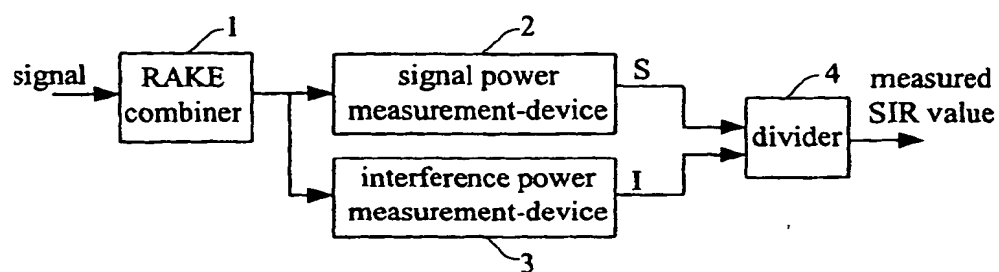 1
signal
RAKE
combiner
2
signal power
measurement-device
S
interference power
measurement-device
I
3
4
divider
measured
SIR value